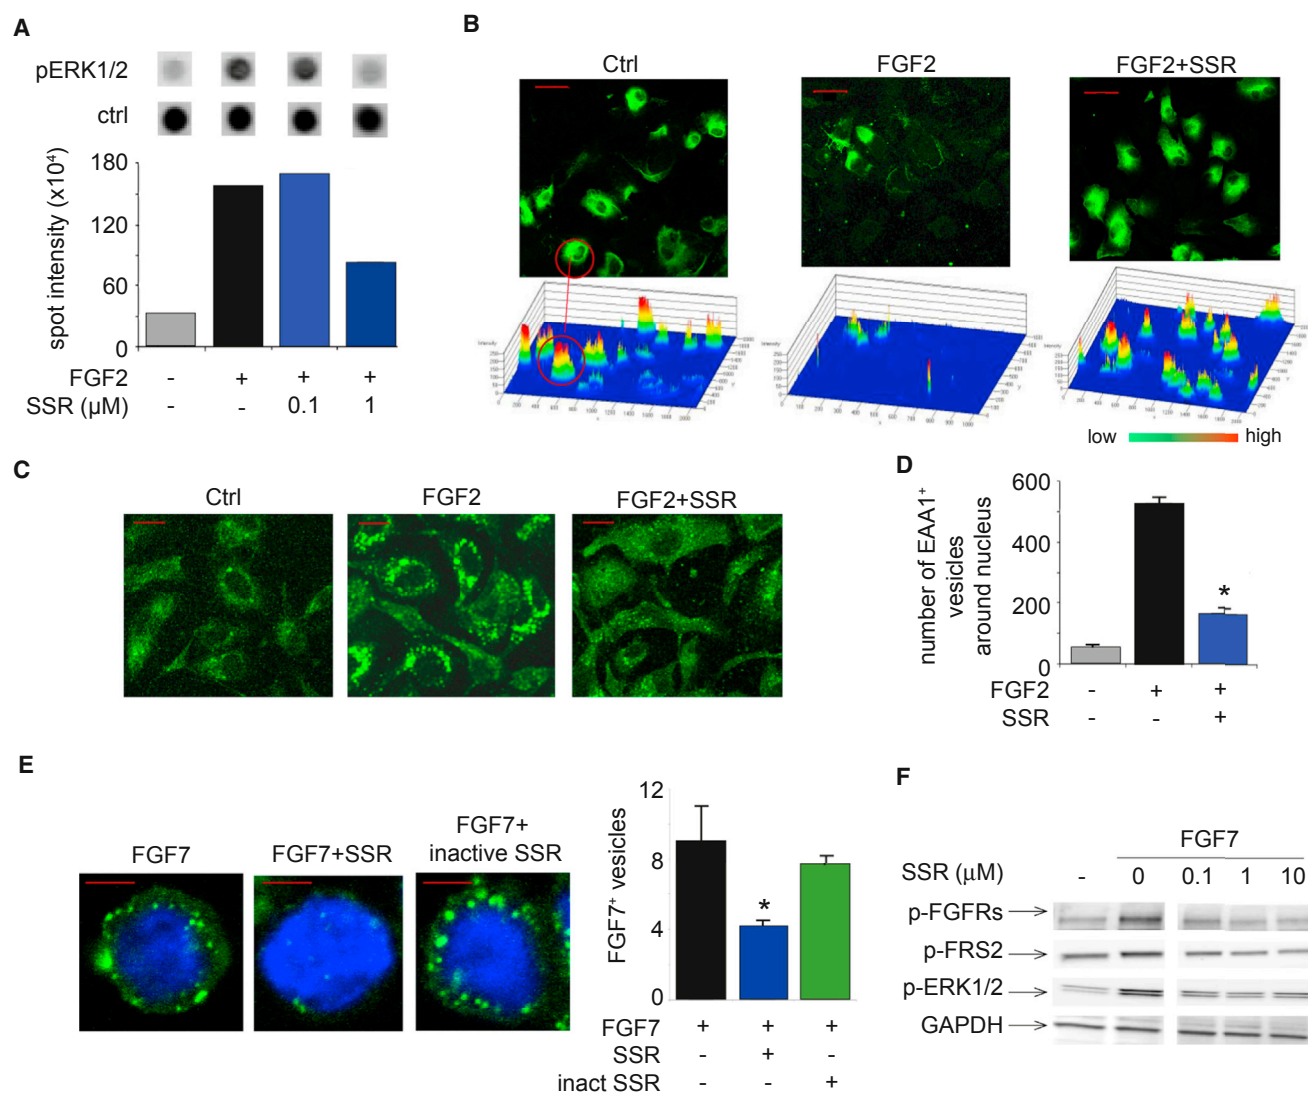 A
pERK1/2
ctrl
spot intensity (x10⁴)
180
120
60
0
FGF2 - + + +
SSR (µM) - - 0.1 1
B
Ctrl FGF2 FGF2+SSR
low high
C
Ctrl FGF2 FGF2+SSR
D
number of EAA1⁺
vesicles
around nucleus
600
400
200
0
*
FGF2 - + +
SSR - - +
E
FGF7 FGF7+SSR FGF7+
inactive SSR
FGF7⁺ vesicles
12
8
4
0
*
FGF7 + + +
SSR - + -
inact SSR - - +
F
FGF7
SSR (µM) - 0 0.1 1 10
p-FGFRs
p-FRS2
p-ERK1/2
GAPDH